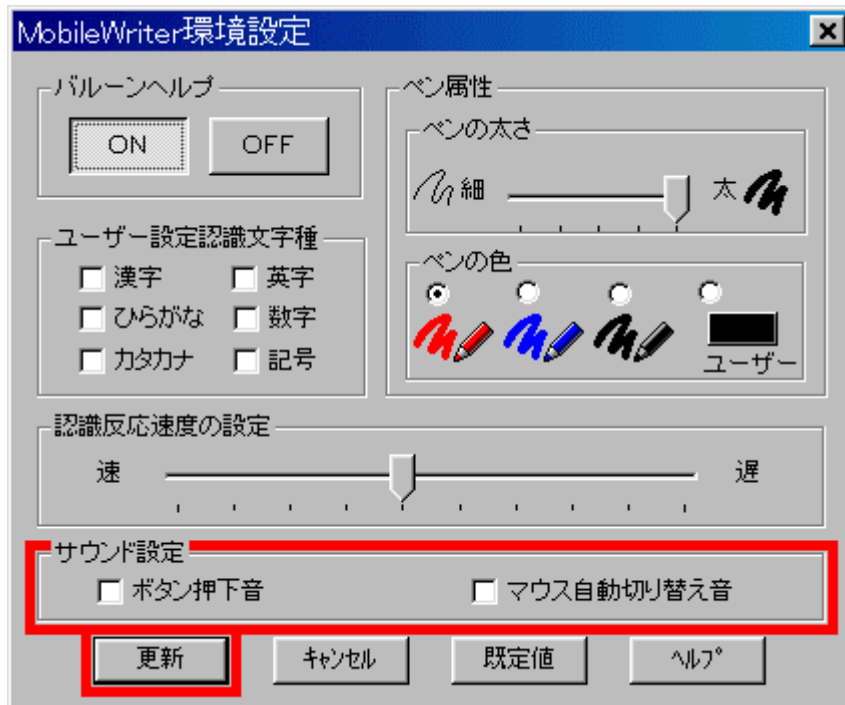 MobileWriter環境設定
バルーンヘルプ
ON OFF
ユーザー設定認識文字種
漢字 英字
ひらがな 数字
カタカナ 記号
ペン属性
ペンの太さ
細 太
ペンの色
ユーザー
認識反応速度の設定
速 遅
サウンド設定
ボタン押下音 マウス自動切り替え音
更新 ｷｬﾝｾﾙ 既定値 ﾍﾙﾌﾟ